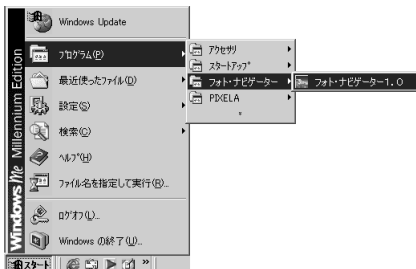 Windows Update
プログラム(P)
最近使ったファイル(D)
設定(S)
検索(C)
ヘルプ(H)
ファイル名を指定して実行(R)...
ログオフ(L)...
Windows の終了(U)...
Windows Me Millennium Edition
アクセサリ
スタートアップ
フォト・ナビゲーター
PIXELA
フォト・ナビゲーター1.0
スタート